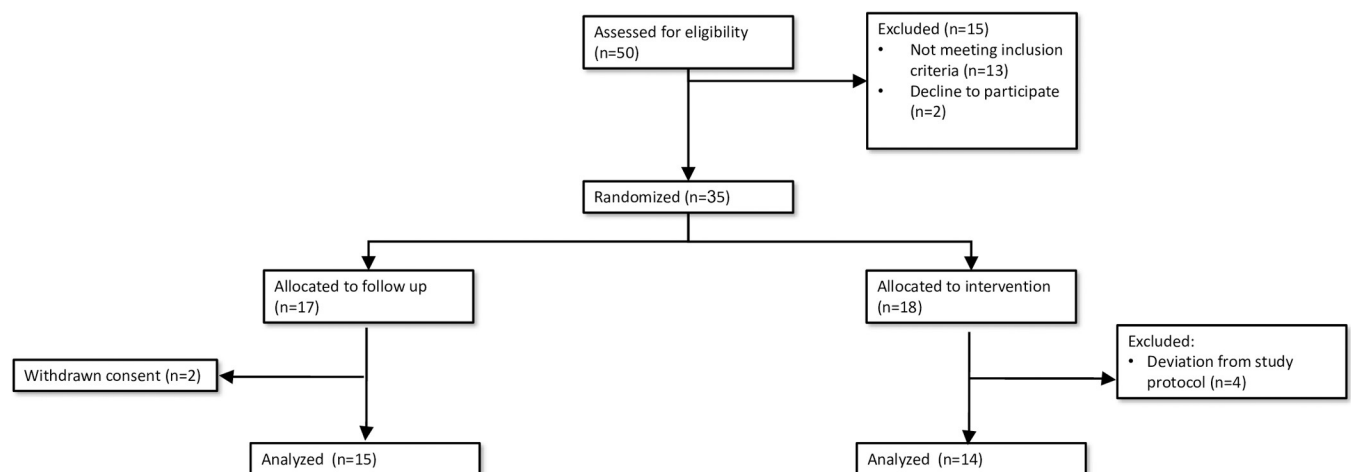 Assessed for eligibility
(n=50)
Excluded (n=15)
• Not meeting inclusion
criteria (n=13)
• Decline to participate
(n=2)
Randomized (n=35)
Allocated to follow up
(n=17)
Allocated to intervention
(n=18)
Withdrawn consent (n=2)
Excluded:
• Deviation from study
protocol (n=4)
Analyzed (n=15)
Analyzed (n=14)